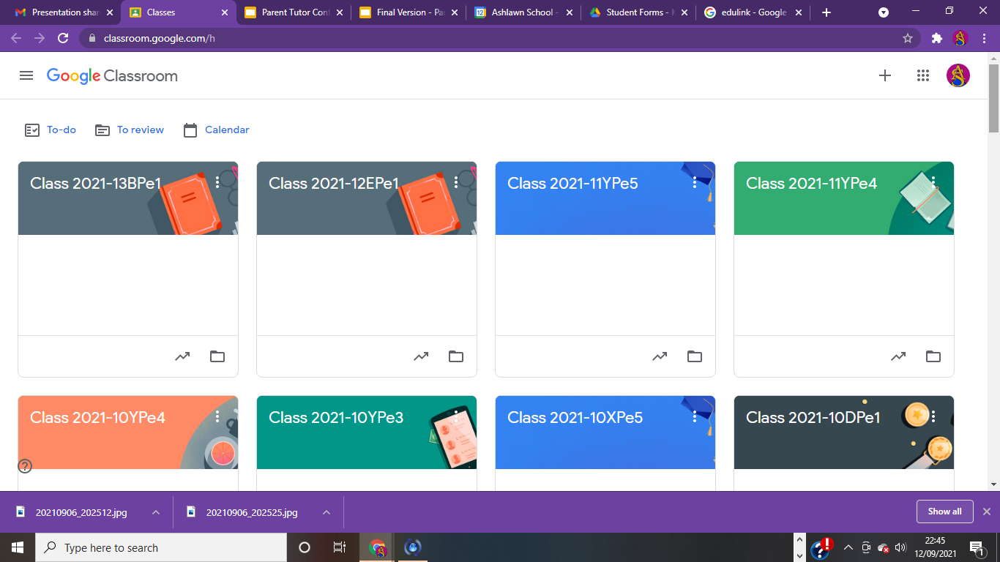 Presentation shar
Classes
Parent Tutor Conf
Final Version - Pa
Ashlawn School -
Student Forms -
edulink - Google
classroom.google.com/h
Google Classroom
To-do
To review
Calendar
Class 2021-13BPe1
Class 2021-12EPe1
Class 2021-11YPe5
Class 2021-11YPe4
Class 2021-10YPe4
Class 2021-10YPe3
Class 2021-10XPe5
Class 2021-10DPe1
20210906_202512.jpg
20210906_202525.jpg
Show all
Type here to search
22:45
12/09/2021
1